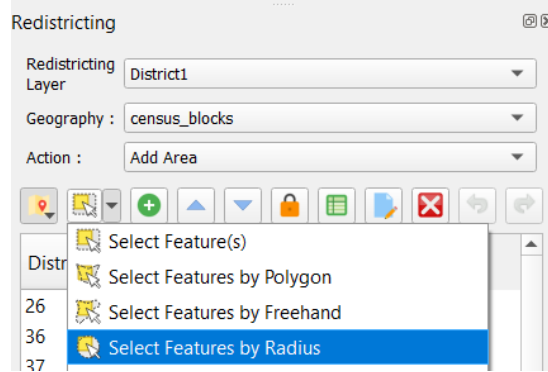 Redistricting
Redistricting
Layer
District1
Geography :
census_blocks
Action :
Add Area
Select Feature(s)
Distr
Select Features by Polygon
26
Select Features by Freehand
36
Select Features by Radius
37